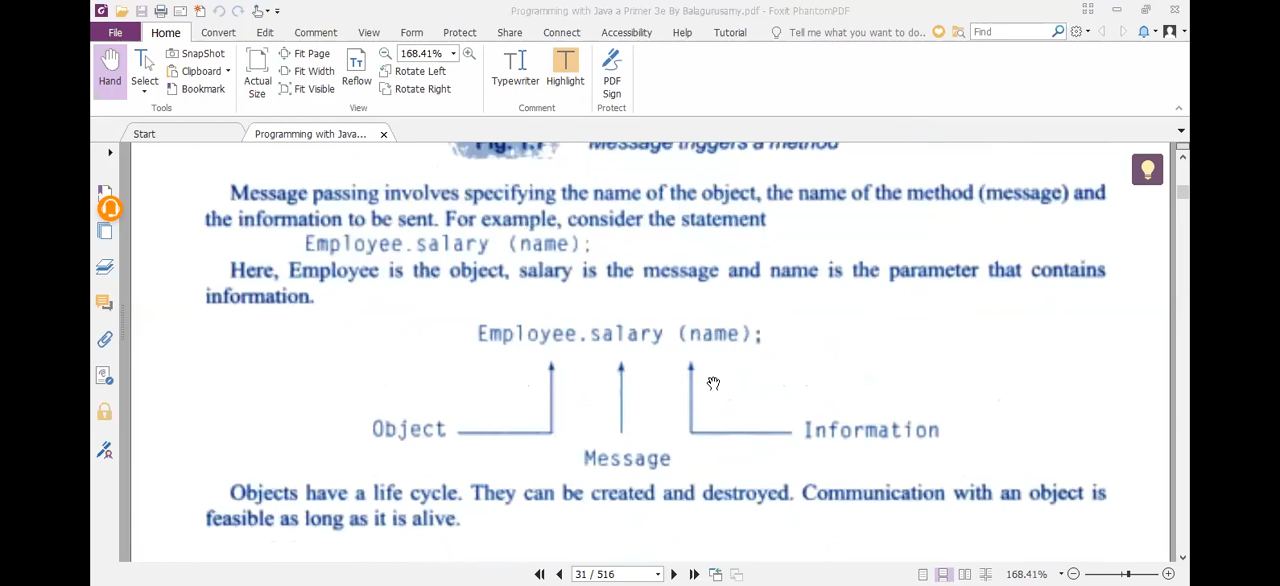 Programming with Java a Primer 3e By Balagurusamy.pdf - Foxit PhantomPDF
File Home Convert Edit Comment View Form Protect Share Connect Accessibility Help Tutorial Tell me what you want to do.. Find
Hand
Select
SnapShot
Clipboard
Bookmark
Tools
Actual
Size
Fit Page
Fit Width
Fit Visible
Reflow
168.41%
Rotate Left
Rotate Right
View
Typewriter
Highlight
Comment
PDF
Sign
Protect
Start
Programming with Java...
Fig. 1.7 Message triggers a method
Message passing involves specifying the name of the object, the name of the method (message) and
the information to be sent. For example, consider the statement
Employee.salary (name);
Here, Employee is the object, salary is the message and name is the parameter that contains
information.
Employee.salary (name);
Object
Information
Message
Objects have a life cycle. They can be created and destroyed. Communication with an object is
feasible as long as it is alive.
31 / 516
168.41%